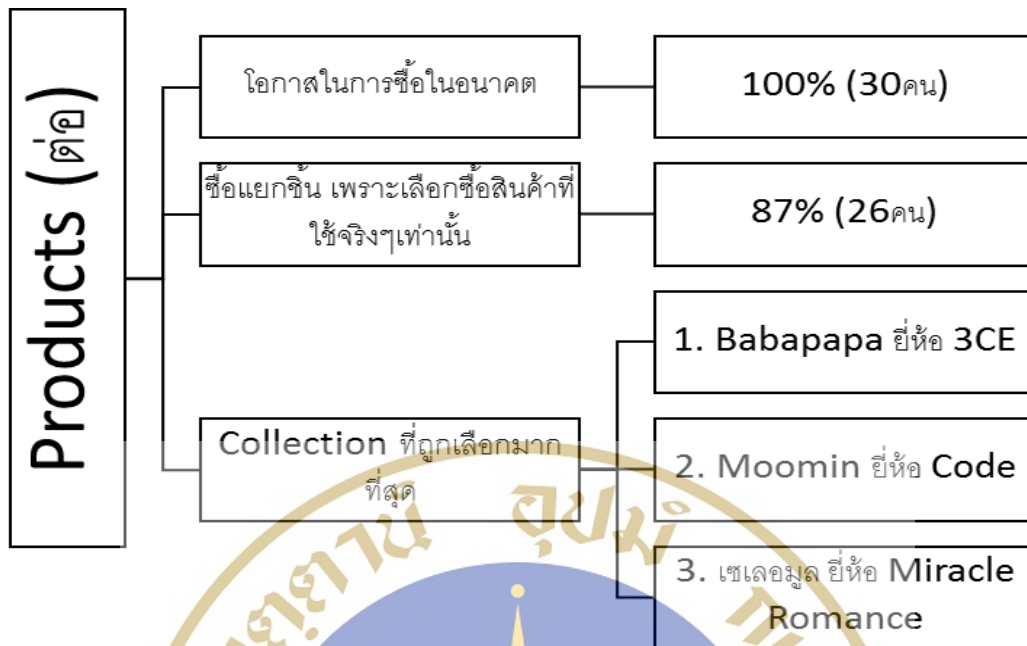 Products (ต่อ)
โอกาสในการซื้อในอนาคต
100% (30คน)
ซื้อแยกชิ้น เพราะเลือกซื้อสินค้าที่
ใช้จริงๆเท่านั้น
87% (26คน)
Collection ที่ถูกเลือกมาก
ที่สุด
1. Babapapa ยี่ห้อ 3CE
2. Moomin ยี่ห้อ Code
3. เซเลอมูล ยี่ห้อ Miracle
Romance